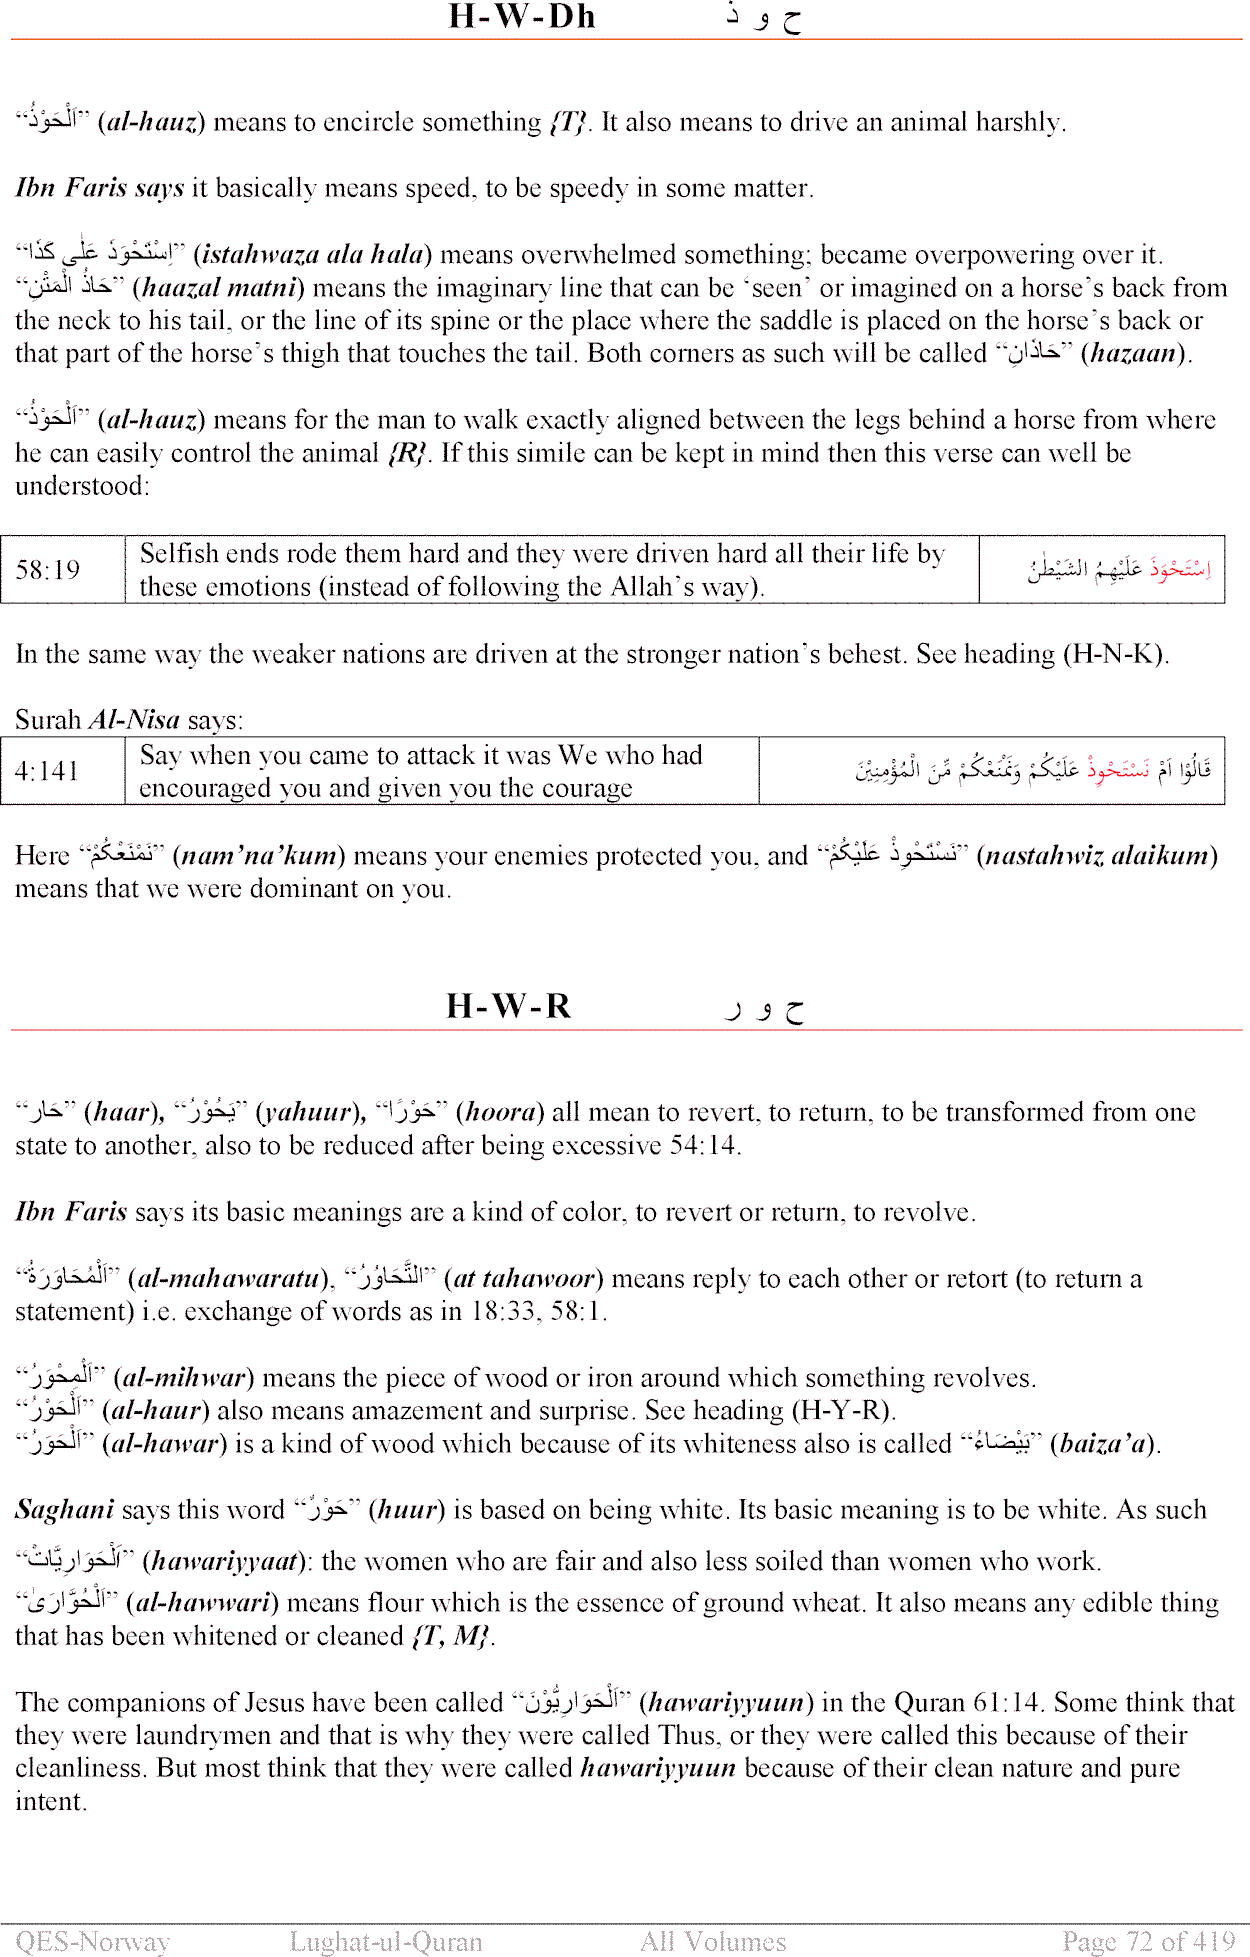 H-W-Dh ح و ذ
“اَلْحَوْذُ” (al-hauz) means to encircle something {T}. It also means to drive an animal harshly.
Ibn Faris says it basically means speed, to be speedy in some matter.
“اِسْتَحْوَذَ عَلٰى كَذَا” (istahwaza ala hala) means overwhelmed something; became overpowering over it.
“حَاذُ الْمَتْنِ” (haazal matni) means the imaginary line that can be ‘seen’ or imagined on a horse’s back from
the neck to his tail, or the line of its spine or the place where the saddle is placed on the horse’s back or
that part of the horse’s thigh that touches the tail. Both corners as such will be called “حَاذَانِ” (hazaan).
“اَلْحَوْذُ” (al-hauz) means for the man to walk exactly aligned between the legs behind a horse from where
he can easily control the animal {R}. If this simile can be kept in mind then this verse can well be
understood:
58:19 Selfish ends rode them hard and they were driven hard all their life by
these emotions (instead of following the Allah’s way). اِسْتَحْوَذَ عَلَيْهِمُ الشَّيْطٰنُ
In the same way the weaker nations are driven at the stronger nation’s behest. See heading (H-N-K).
Surah Al-Nisa says:
4:141 Say when you came to attack it was We who had
encouraged you and given you the courage قَالُوْا اَمْ نَسْتَحْوِذْ عَلَيْكُمْ وَنَمْنَعْكُمْ مِّنَ الْمُؤْمِنِيْنَ
Here “نَمْنَعْكُمْ” (nam’na’kum) means your enemies protected you, and “نَسْتَحْوِذْ عَلَيْكُمْ” (nastahwiz alaikum)
means that we were dominant on you.
H-W-R ح و ر
“حَار” (haar), “يَحُوْرُ” (yahuur), “حَوْرًا” (hoora) all mean to revert, to return, to be transformed from one
state to another, also to be reduced after being excessive 54:14.
Ibn Faris says its basic meanings are a kind of color, to revert or return, to revolve.
“اَلْمُحَاوَرَةُ” (al-mahawaratu), “التَّحَاوُرُ” (at tahawoor) means reply to each other or retort (to return a
statement) i.e. exchange of words as in 18:33, 58:1.
“اَلْمِحْوَرُ” (al-mihwar) means the piece of wood or iron around which something revolves.
“اَلْحَوْرُ” (al-haur) also means amazement and surprise. See heading (H-Y-R).
“اَلْحَوَرُ” (al-hawar) is a kind of wood which because of its whiteness also is called “بَيْضَاءُ” (baiza’a).
Saghani says this word “حَوْرٌ” (huur) is based on being white. Its basic meaning is to be white. As such
“اَلْحَوَارِيَّاتُ” (hawariyyaat): the women who are fair and also less soiled than women who work.
“اَلْحُوَّارَىٰ” (al-hawwari) means flour which is the essence of ground wheat. It also means any edible thing
that has been whitened or cleaned {T, M}.
The companions of Jesus have been called “اَلْحَوَارِيُّوْنَ” (hawariyyuun) in the Quran 61:14. Some think that
they were laundrymen and that is why they were called Thus, or they were called this because of their
cleanliness. But most think that they were called hawariyyuun because of their clean nature and pure
intent.
QES-Norway Lughat-ul-Quran All Volumes Page 72 of 419